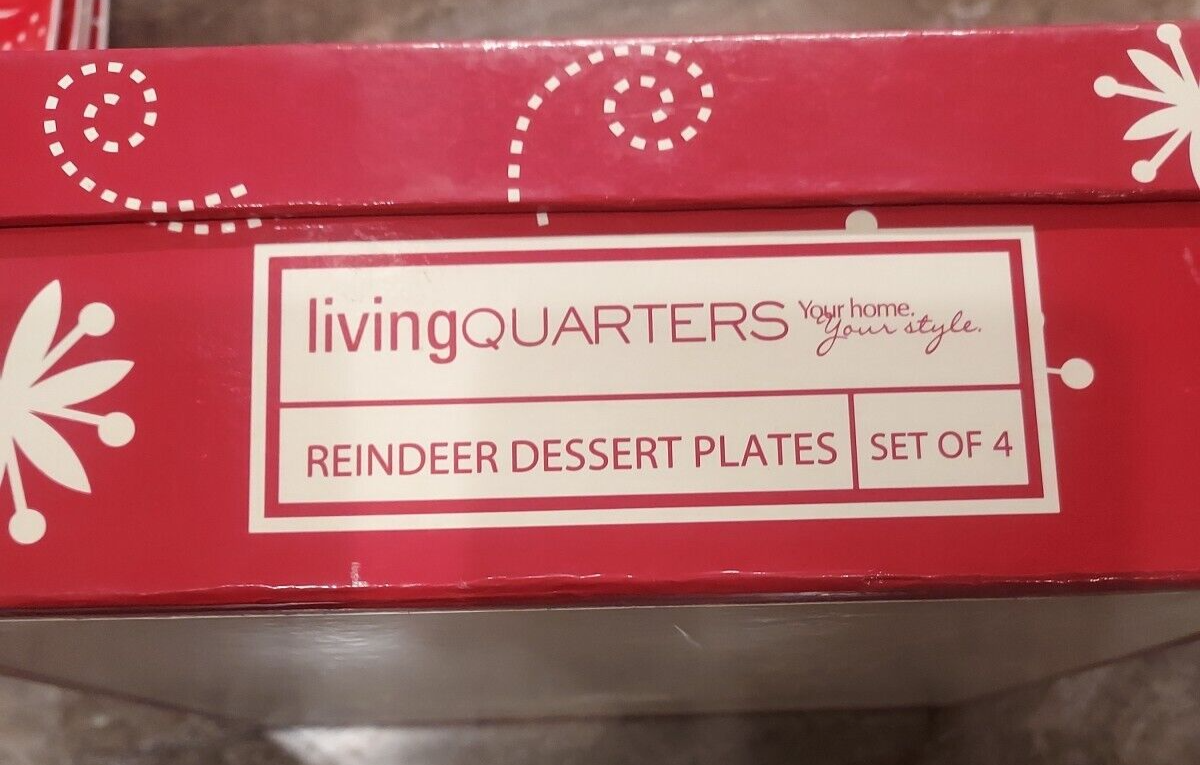 livingQUARTERS Your home.
Your style.
REINDEER DESSERT PLATES SET OF 4